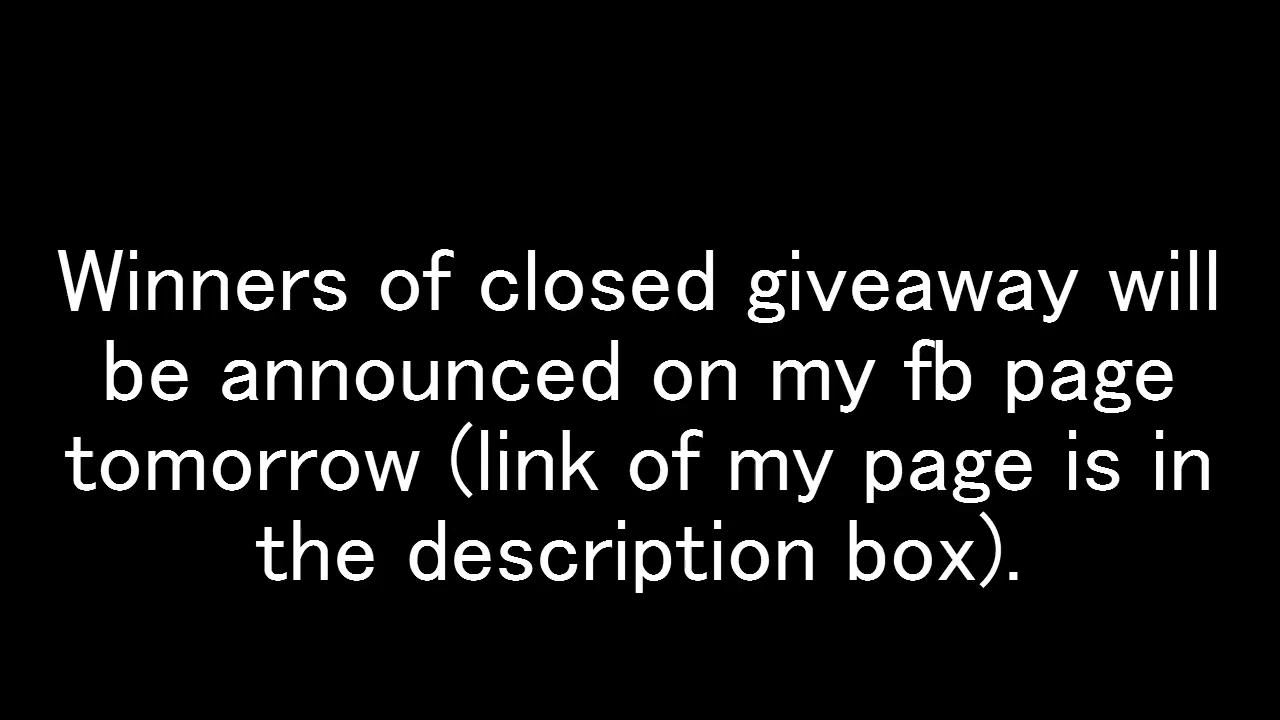 Winners of closed giveaway will
be announced on my fb page
tomorrow (link of my page is in
the description box).